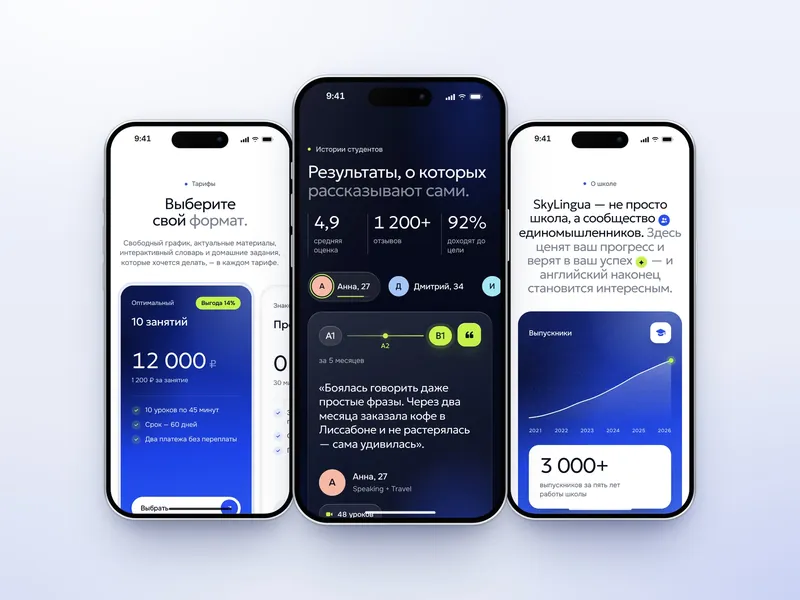 9:41
Тарифы
Выберите
свой формат.
Свободный график, актуальные материалы,
интерактивный словарь и домашние задания,
которые хочется делать, — в каждом тарифе.
Оптимальный
Выгода 14%
10 занятий
12 000 ₽
1 200 ₽ за занятие
10 уроков по 45 минут
Срок — 60 дней
Два платежа без переплаты
Выбрать
0
30
9:41
Истории студентов
Результаты, о которых
рассказывают сами.
4,9
средняя
оценка
1 200+
отзывов
92%
доходят до
цели
А
Анна, 27
Д
Дмитрий, 34
И
A1
A2
B1
за 5 месяцев
«Боялась говорить даже
простые фразы. Через два
месяца заказала кофе в
Лиссабоне и не растерялась
— сама удивилась».
А
Анна, 27
Speaking + Travel
48 уроков
9:41
О школе
SkyLingua — не просто
школа, а сообщество
единомышленников. Здесь
ценят ваш прогресс и
верят в ваш успех — и
английский наконец
становится интересным.
Выпускники
2021 2022 2023 2024 2025 2026
3 000+
выпускников за пять лет
работы школы